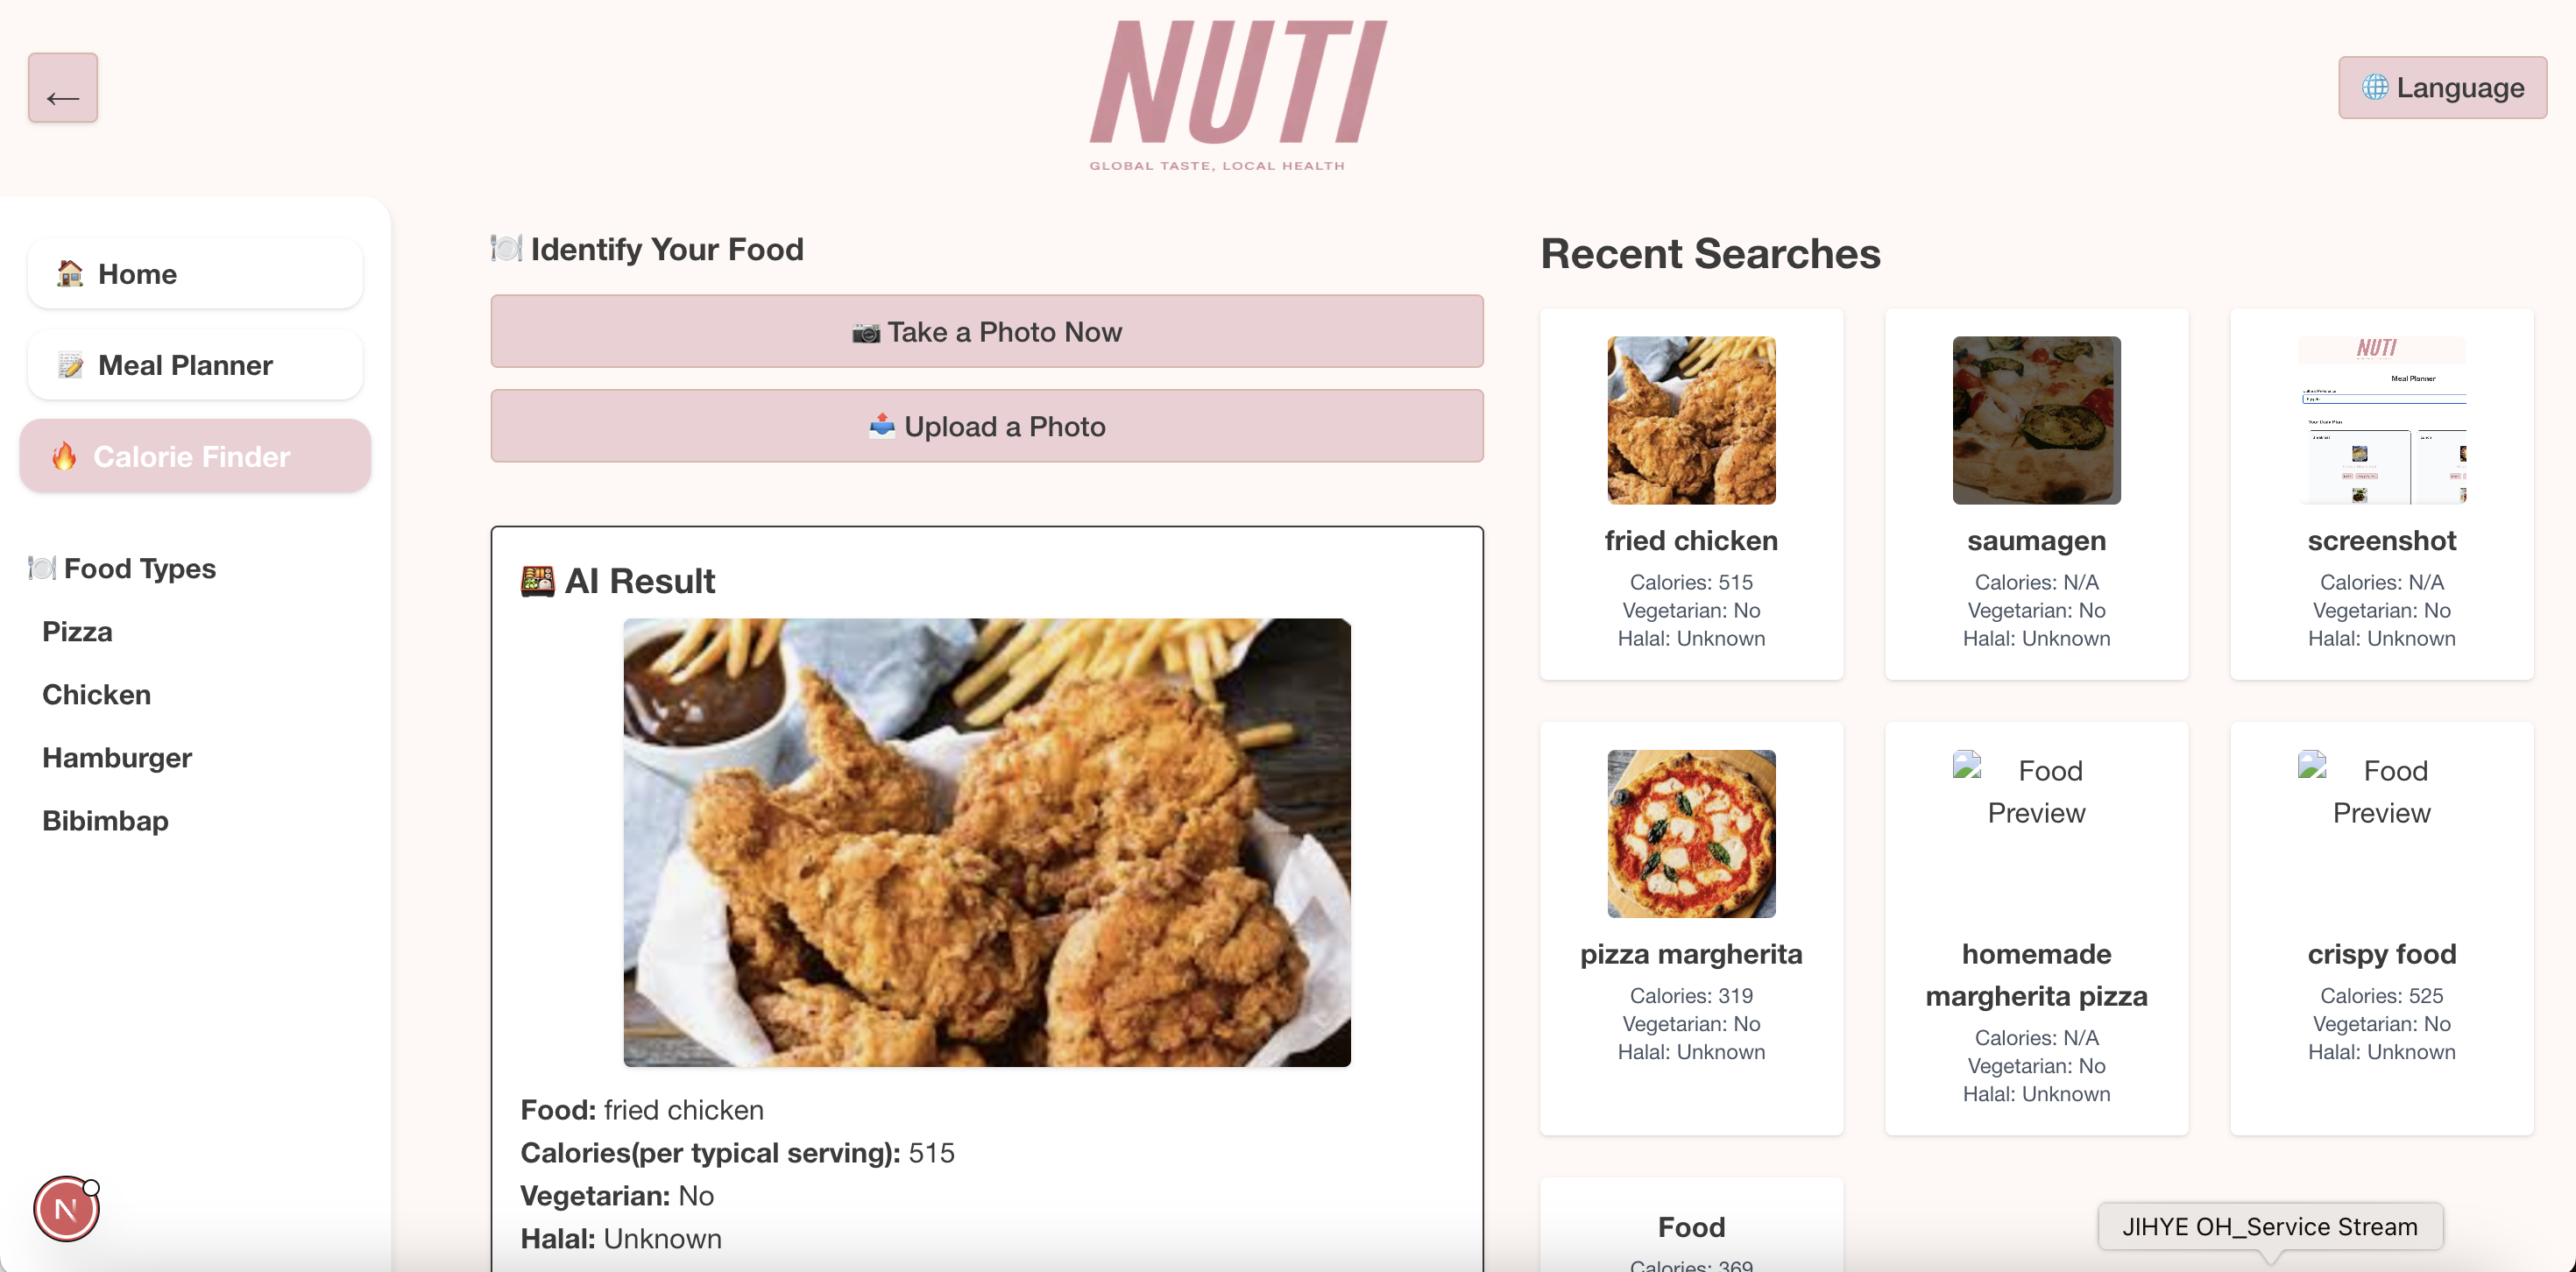 NUTI
GLOBAL TASTE, LOCAL HEALTH
←
Language
Home
Meal Planner
Calorie Finder
Food Types
Pizza
Chicken
Hamburger
Bibimbap
N
Identify Your Food
Take a Photo Now
Upload a Photo
AI Result
Food: fried chicken
Calories(per typical serving): 515
Vegetarian: No
Halal: Unknown
Recent Searches
fried chicken
Calories: 515
Vegetarian: No
Halal: Unknown
saumagen
Calories: N/A
Vegetarian: No
Halal: Unknown
NUTI
Meal Planner
screenshot
Calories: N/A
Vegetarian: No
Halal: Unknown
pizza margherita
Calories: 319
Vegetarian: No
Halal: Unknown
Food
Preview
homemade
margherita pizza
Calories: N/A
Vegetarian: No
Halal: Unknown
Food
Preview
crispy food
Calories: 525
Vegetarian: No
Halal: Unknown
Food
Calories: 369
JIHYE OH_Service Stream